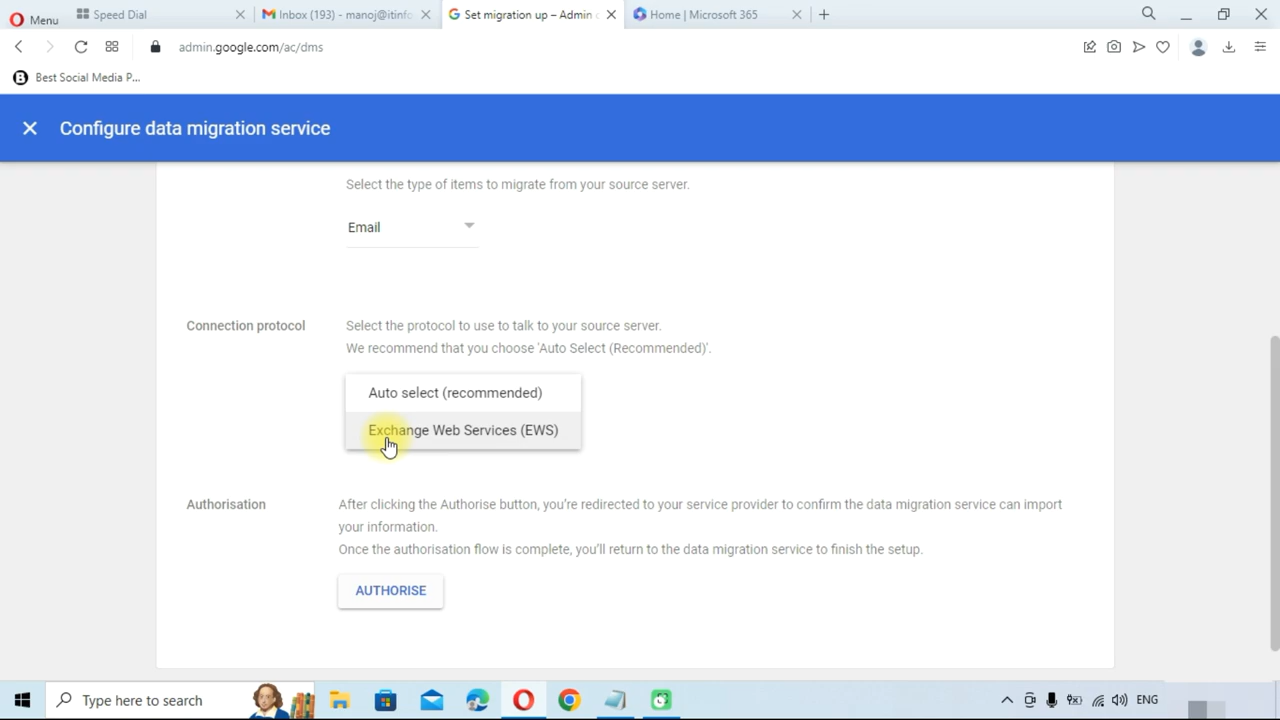 Menu
Speed Dial
Inbox (193) - manoj@itinfo
Set migration up – Admin c
Home | Microsoft 365
admin.google.com/ac/dms
Best Social Media P...
Configure data migration service
Select the type of items to migrate from your source server.
Email
Connection protocol
Select the protocol to use to talk to your source server.
We recommend that you choose 'Auto Select (Recommended)'.
Auto select (recommended)
Exchange Web Services (EWS)
Authorisation
After clicking the Authorise button, you're redirected to your service provider to confirm the data migration service can import
your information.
Once the authorisation flow is complete, you'll return to the data migration service to finish the setup.
AUTHORISE
Type here to search
ENG